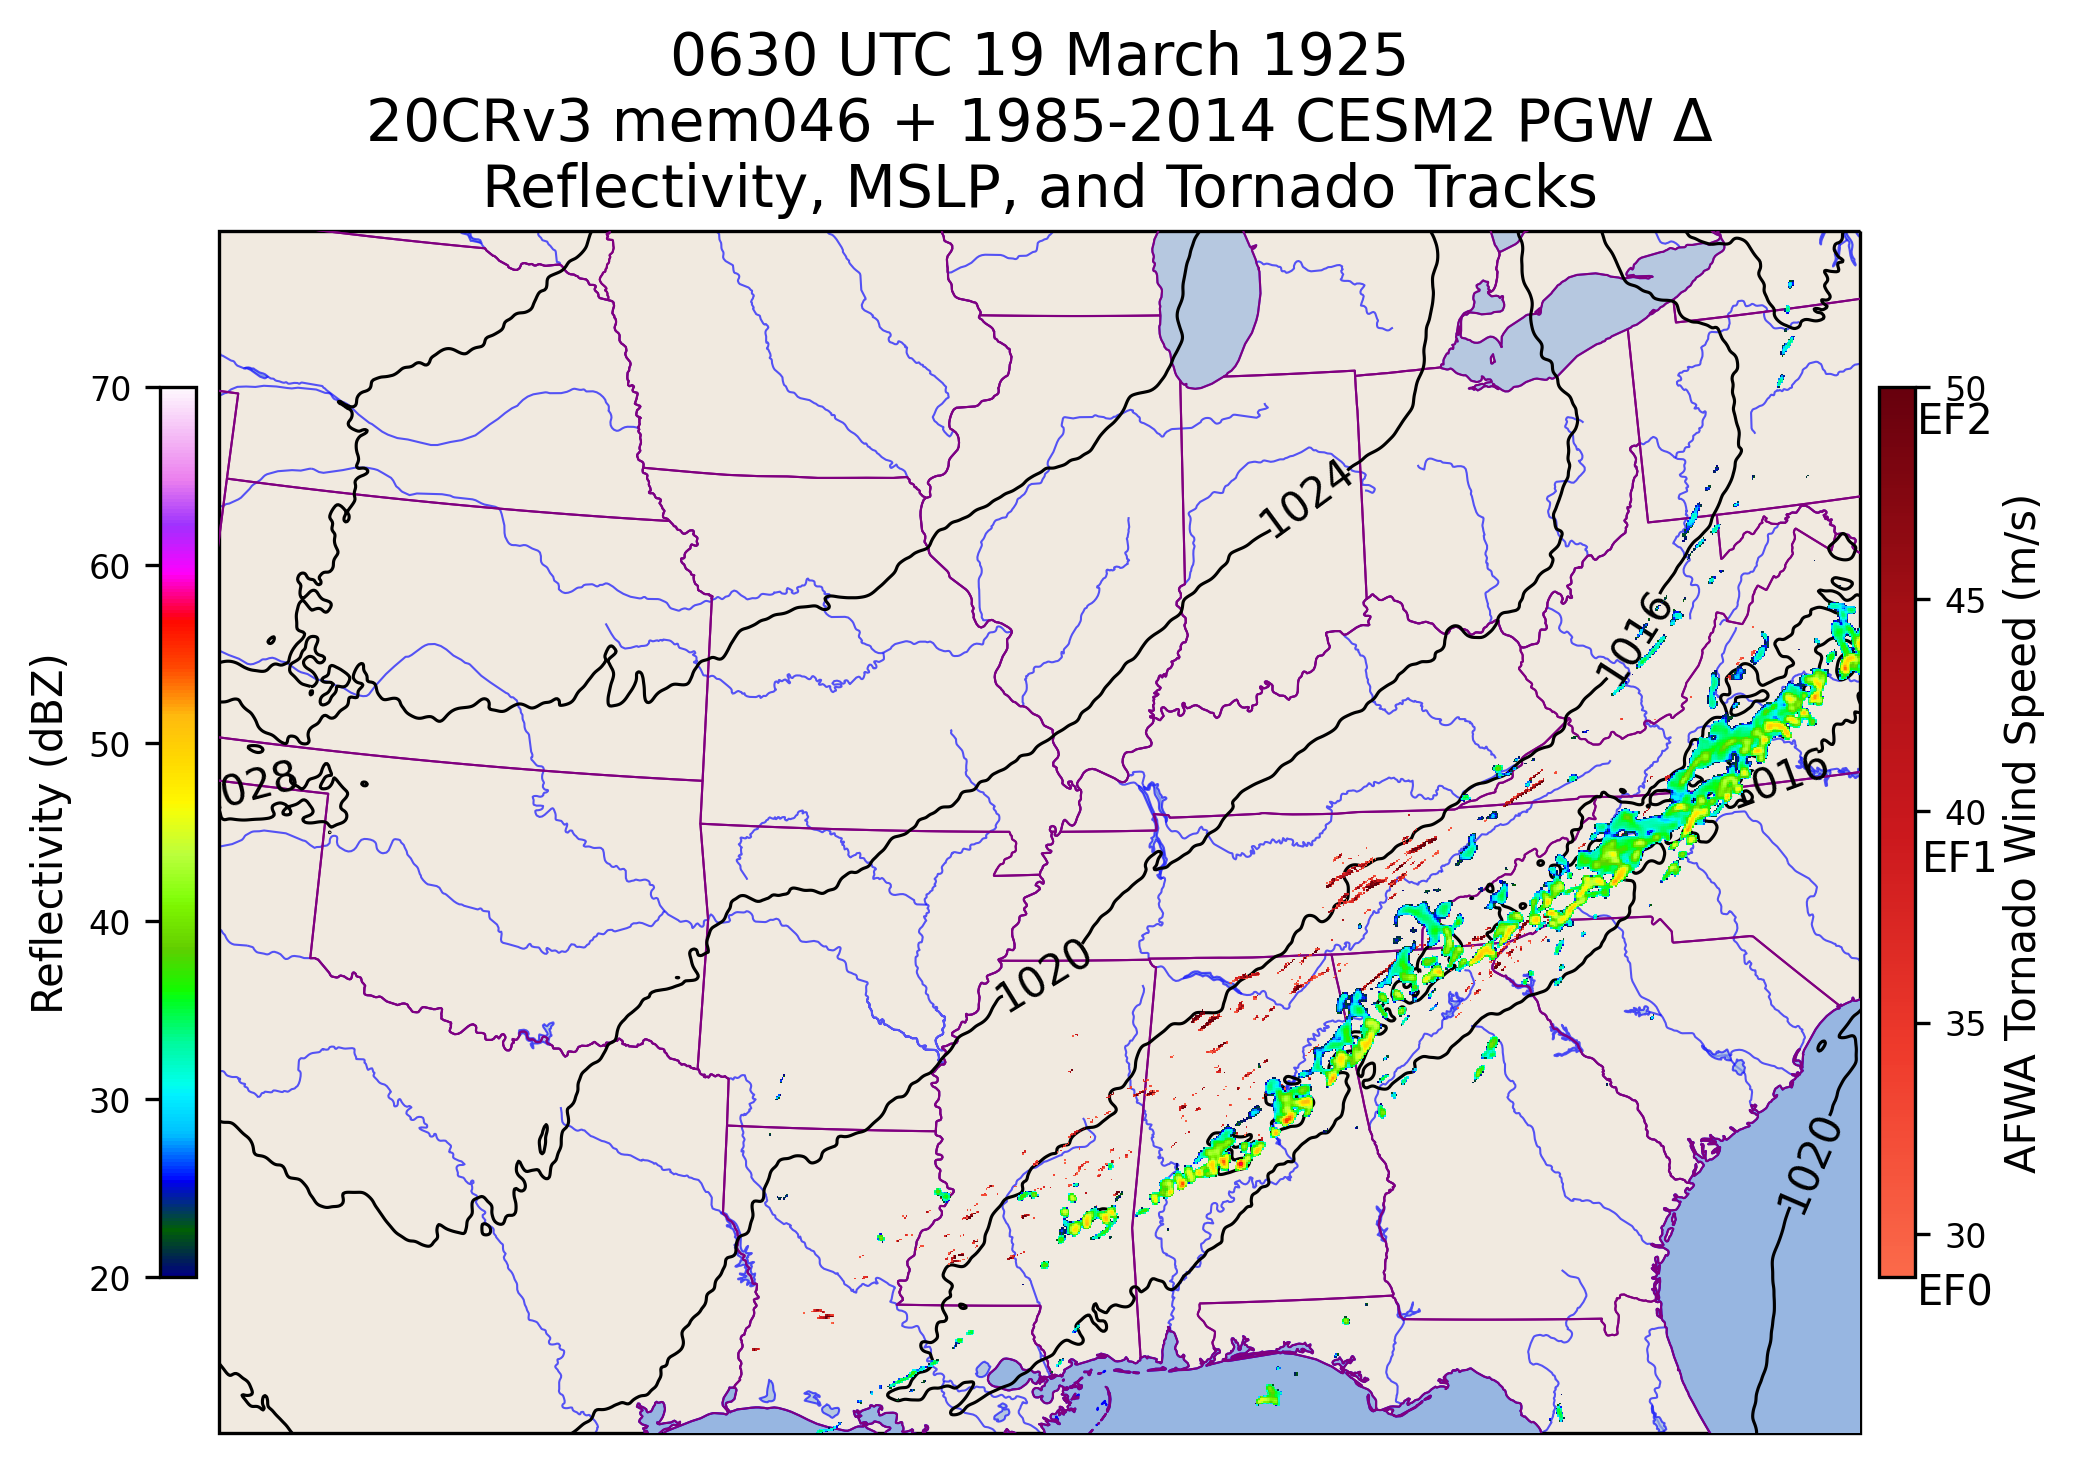 0630 UTC 19 March 1925
20CRv3 mem046 + 1985-2014 CESM2 PGW Δ
Reflectivity, MSLP, and Tornado Tracks
70
60
50
40
30
20
Reflectivity (dBZ)
1024
1016
1016
028
1020
1020
50
EF2
45
40
EF1
35
30
EF0
AFWA Tornado Wind Speed (m/s)